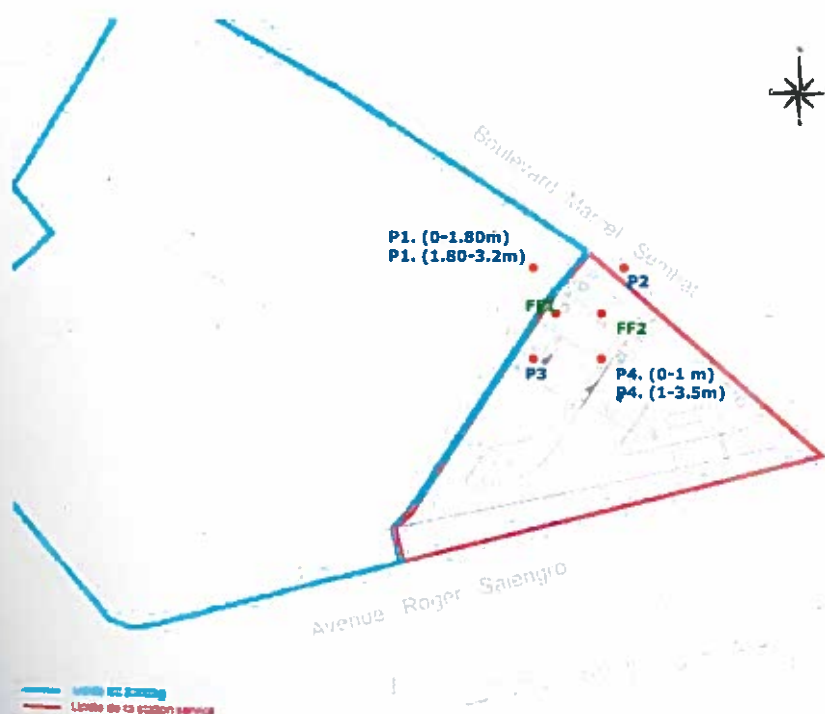 Boulevard Marcel Sembat
P1. (0-1.80m)
P1. (1.80-3.2m)
P2
FF1
FF2
P3
P4. (0-1 m)
P4. (1-3.5m)
Avenue Roger Salengro
Limite de la station service